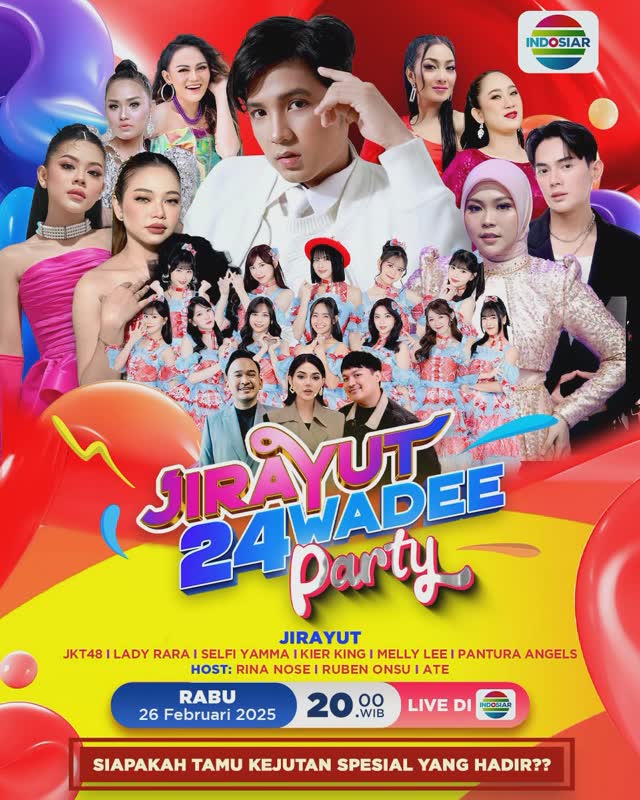 INDOSIAR
JIRAYUT
24WADEE
Party
JIRAYUT
JKT48 I LADY RARA I SELFI YAMMA I KIER KING I MELLY LEE I PANTURA ANGELS
HOST: RINA NOSE I RUBEN ONSU I ATE
RABU
26 Februari 2025
20.00
WIB
LIVE DI INDOSIAR
SIAPAKAH TAMU KEJUTAN SPESIAL YANG HADIR??